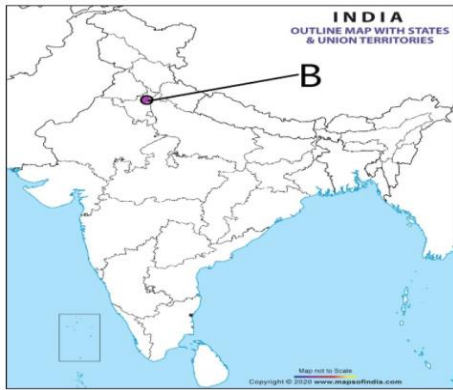 INDIA
OUTLINE MAP WITH STATES
& UNION TERRITORIES
B
Map not to Scale
Copyright © 2020 www.mapsofindia.com